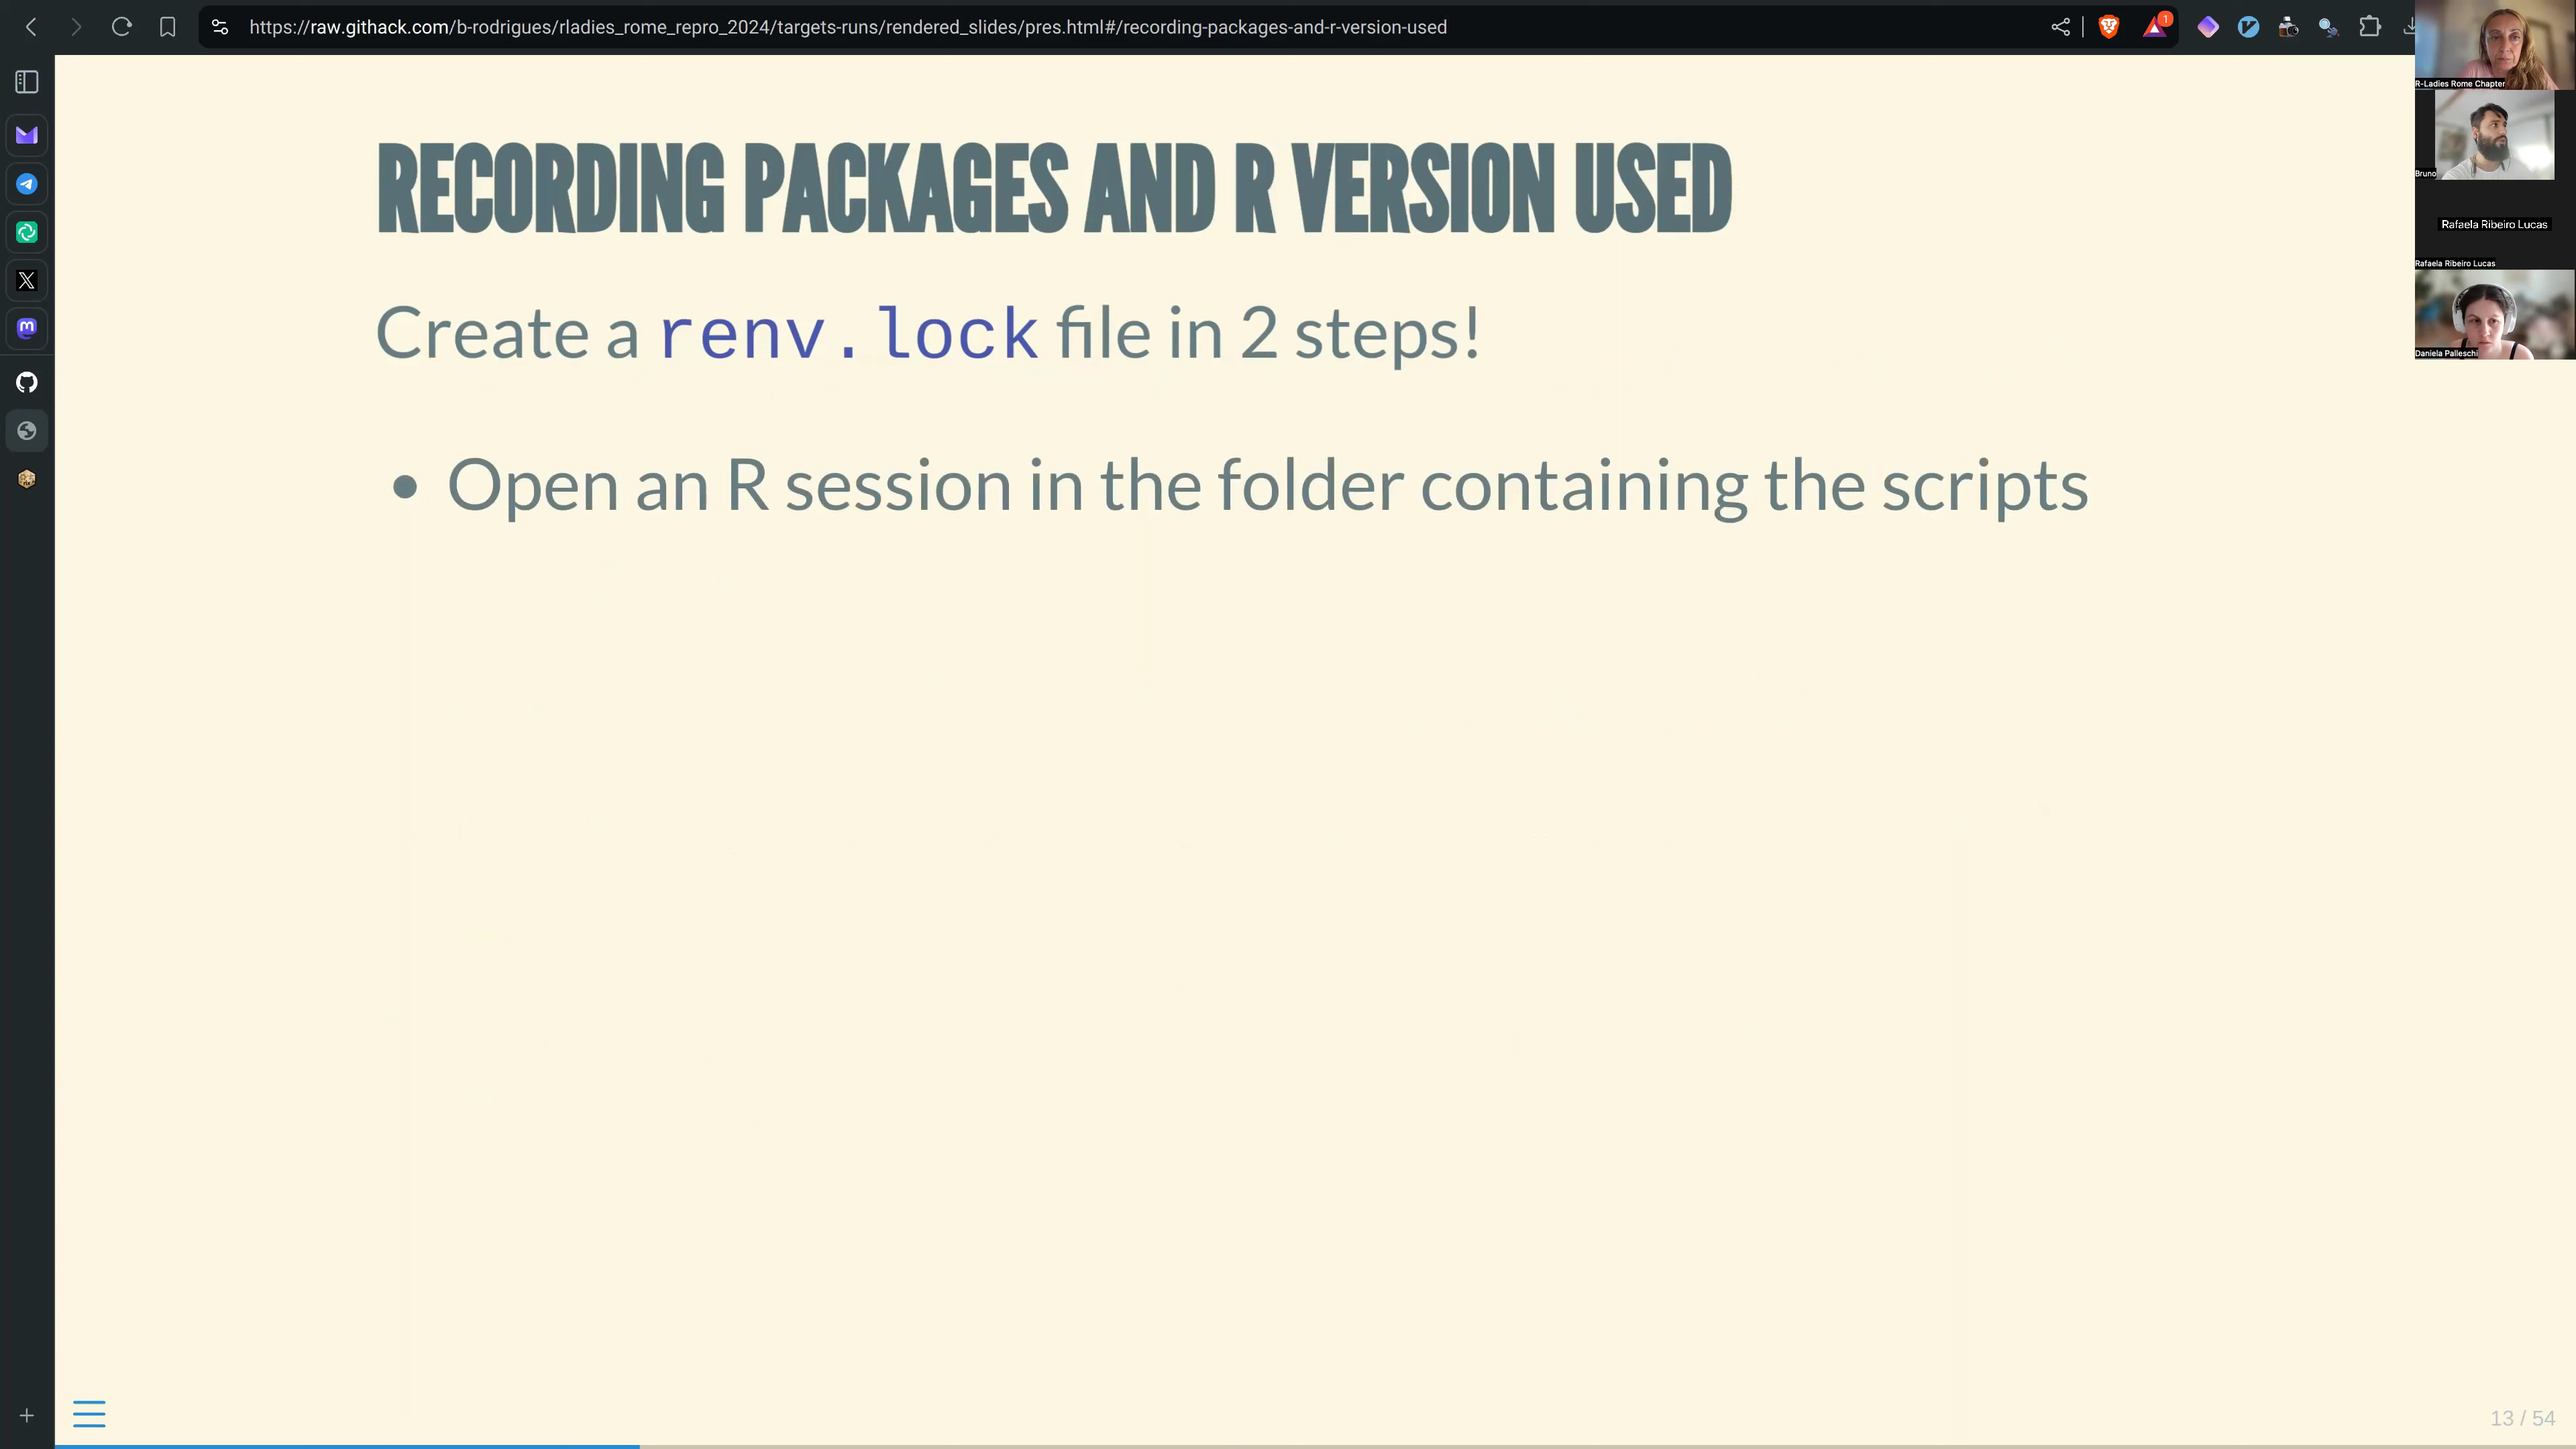 https://raw.githack.com/b-rodrigues/rladies_rome_repro_2024/targets-runs/rendered_slides/pres.html#/recording-packages-and-r-version-used
1
R-Ladies Rome Chapter
Bruno
Rafaela Ribeiro Lucas
Rafaela Ribeiro Lucas
Daniela Palleschi
RECORDING PACKAGES AND R VERSION USED
Create a renv.lock file in 2 steps!
• Open an R session in the folder containing the scripts
13 / 54